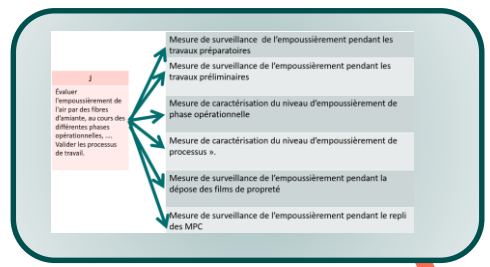 J
Évaluer
l'empoussièrement de
l'air par des fibres
d'amiante, au cours des
différentes phases
opérationnelles, ....
Valider les processus
de travail.
Mesure de surveillance de l'empoussièrement pendant les
travaux préparatoires
Mesure de surveillance de l'empoussièrement pendant les
travaux préliminaires
Mesure de caractérisation du niveau d'empoussièrement de
phase opérationnelle
Mesure de caractérisation du niveau d'empoussièrement de
processus ».
Mesure de surveillance de l'empoussièrement pendant la
dépose des films de propreté
Mesure de surveillance de l'empoussièrement pendant le repli
des MPC